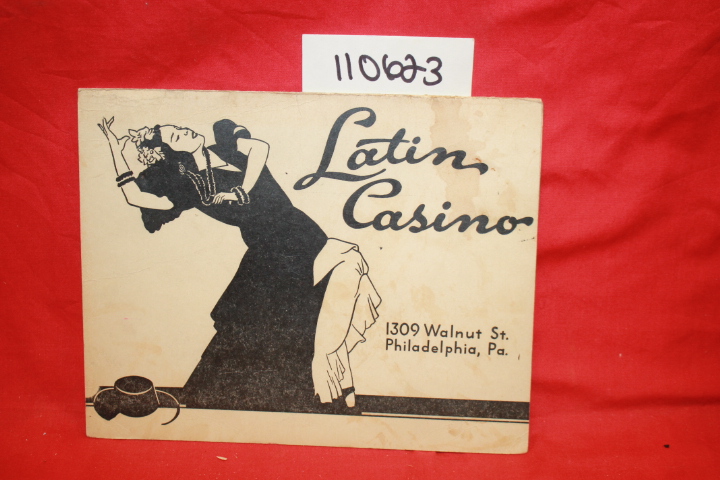 110623
Latin
Casino
1309 Walnut St.
Philadelphia, Pa.